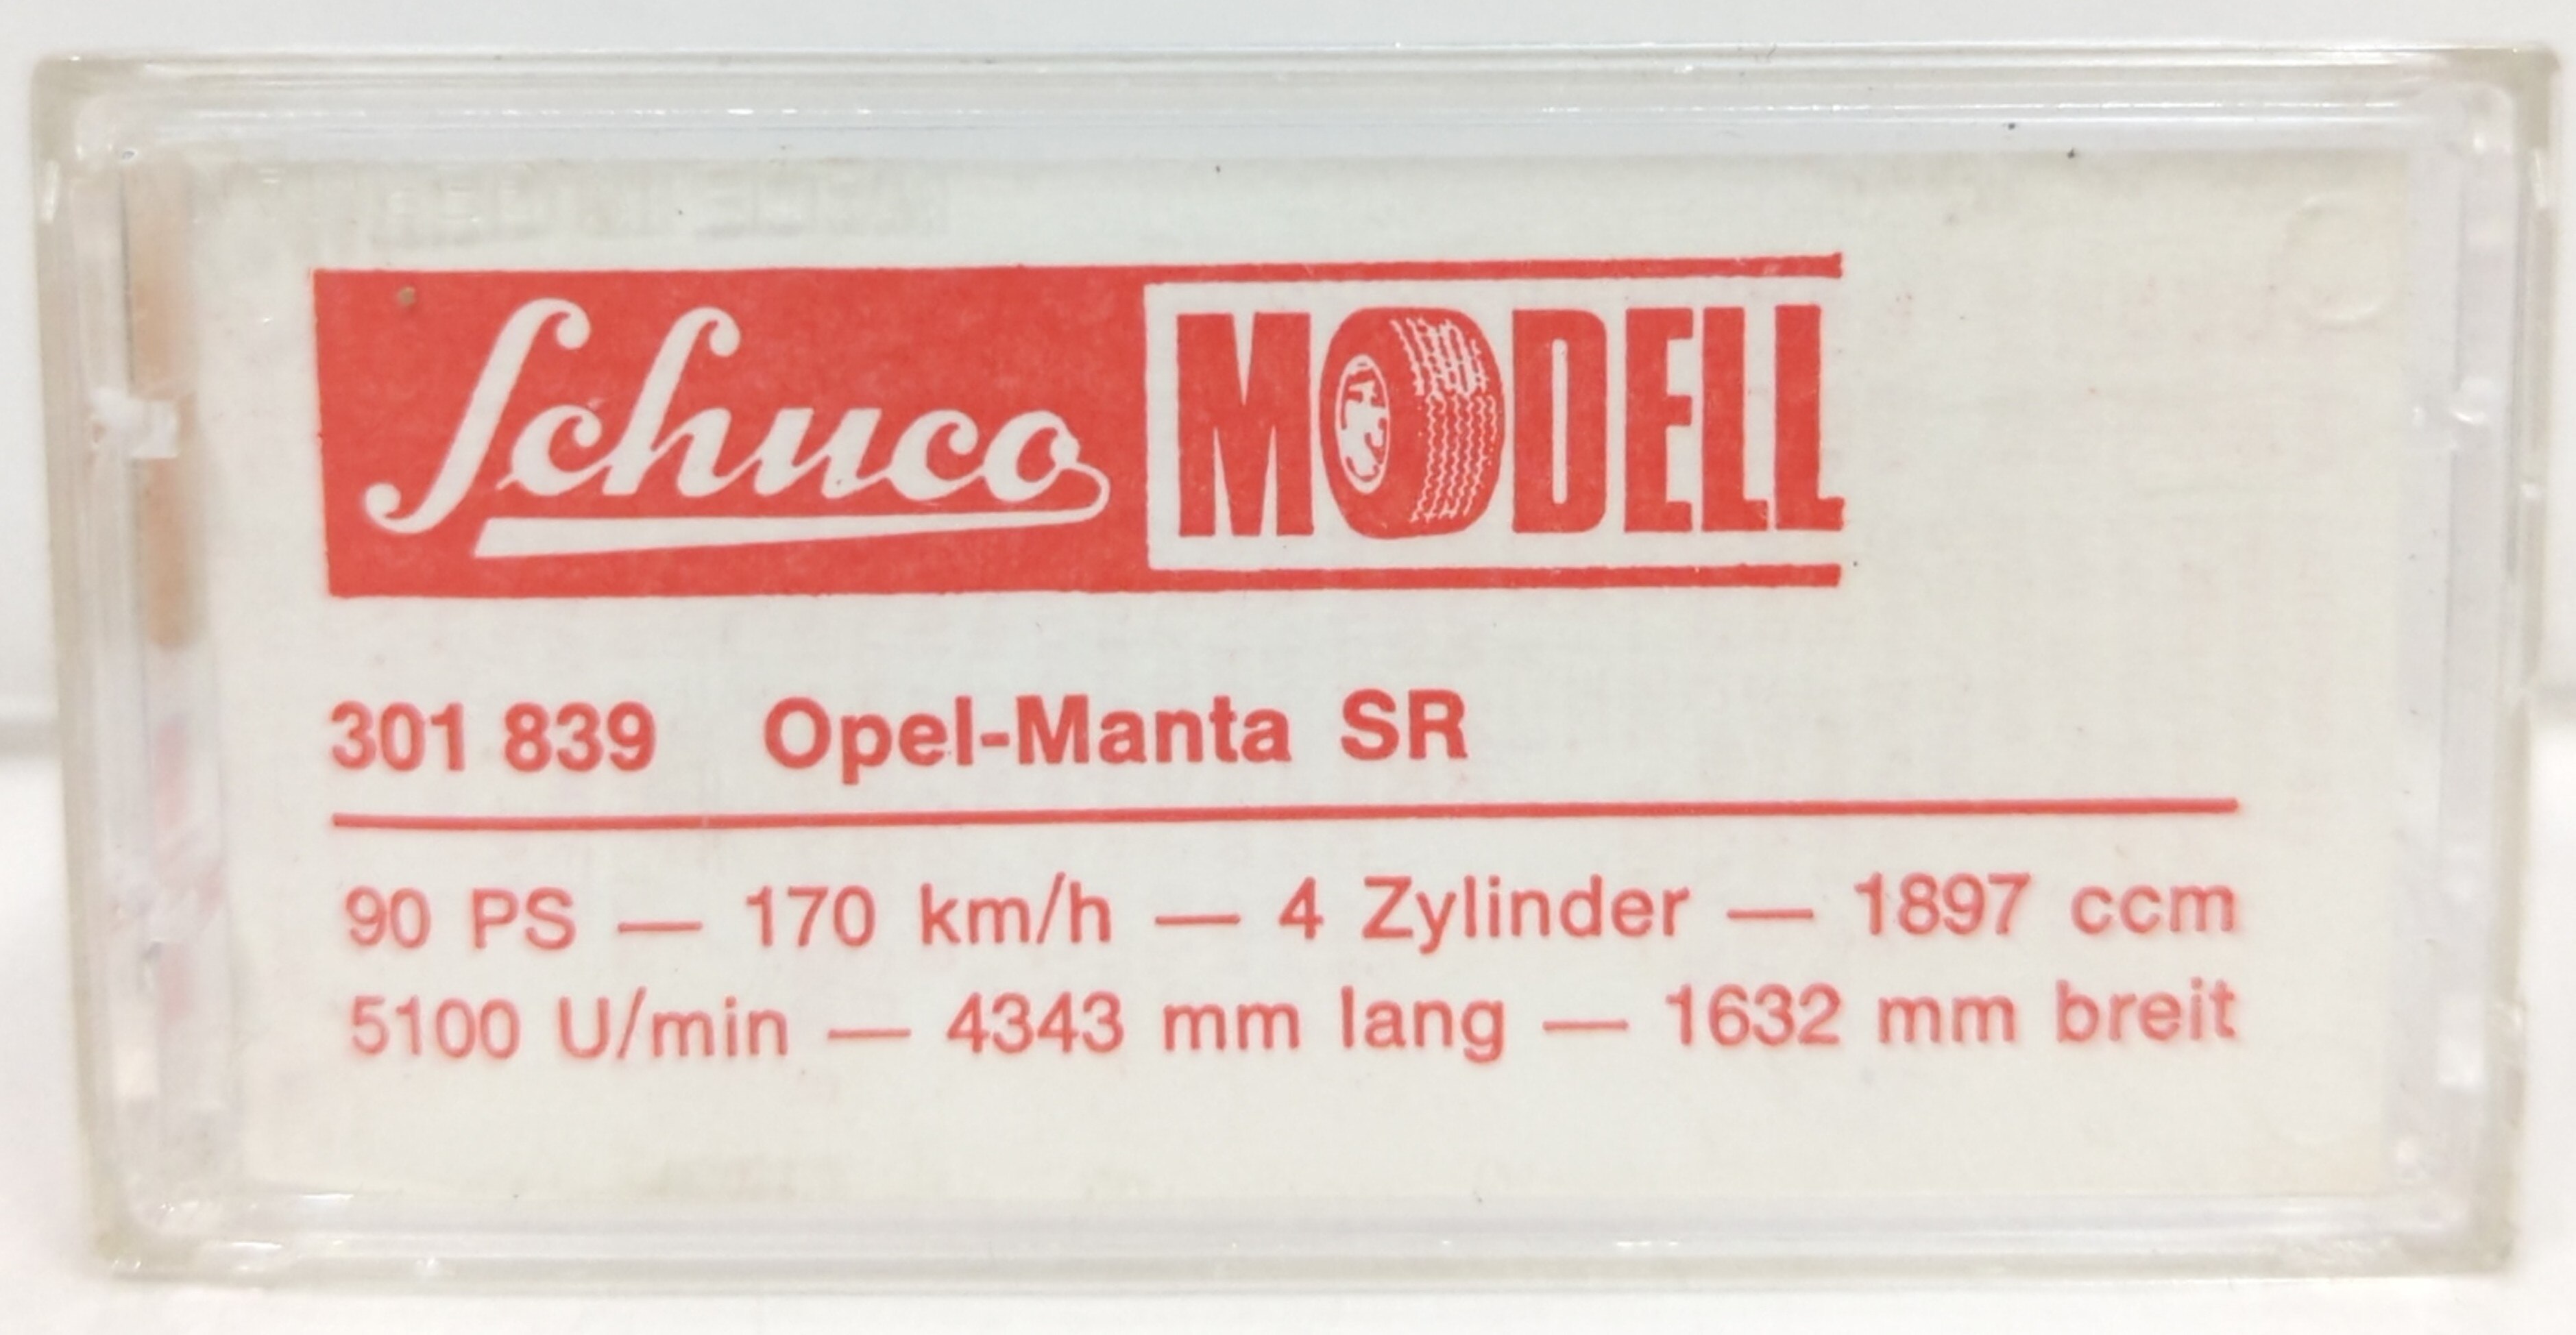 Schuco MODELL
301 839 Opel-Manta SR
90 PS — 170 km/h — 4 Zylinder — 1897 ccm
5100 U/min — 4343 mm lang — 1632 mm breit